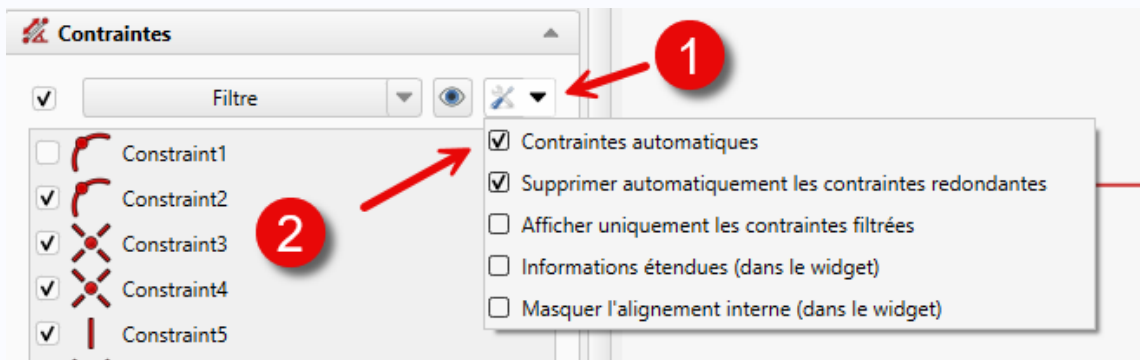 Contraintes
1
Filtre
Constraint1
Contraintes automatiques
Constraint2
Supprimer automatiquement les contraintes redondantes
2
Constraint3
Afficher uniquement les contraintes filtrées
Constraint4
Informations étendues (dans le widget)
Constraint5
Masquer l'alignement interne (dans le widget)